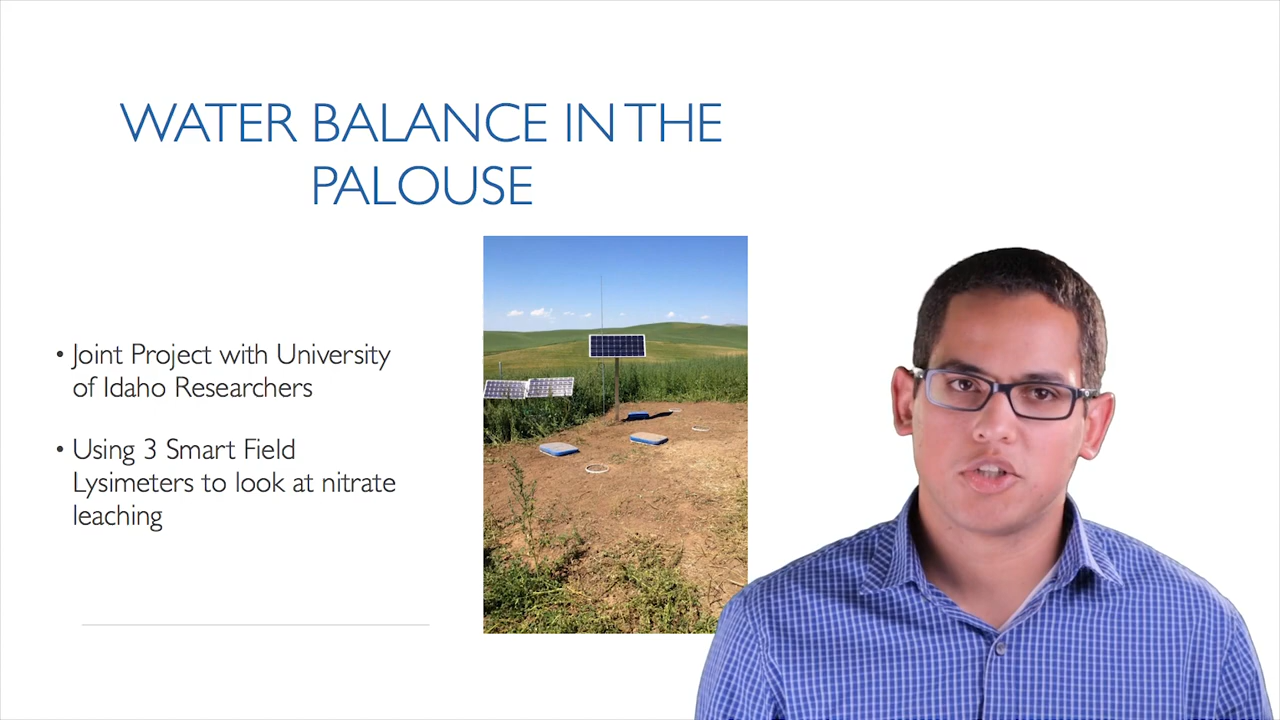 WATER BALANCE IN THE
PALOUSE
• Joint Project with University
of Idaho Researchers
• Using 3 Smart Field
Lysimeters to look at nitrate
leaching